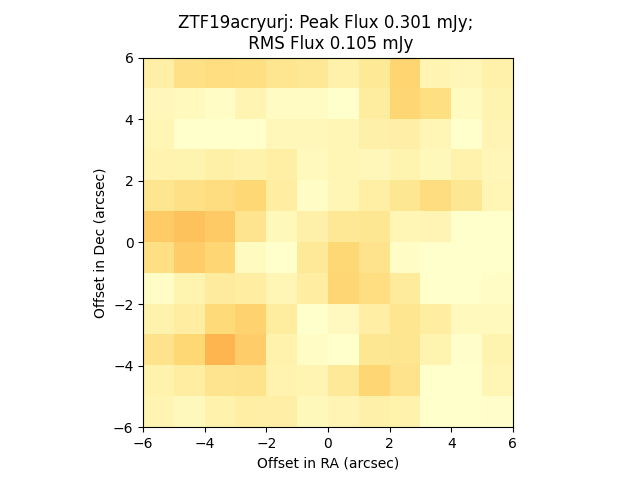 ZTF19acryurj: Peak Flux 0.301 mJy;
RMS Flux 0.105 mJy
6
4
2
0
−2
−4
−6
Offset in Dec (arcsec)
−6 −4 −2 0 2 4 6
Offset in RA (arcsec)